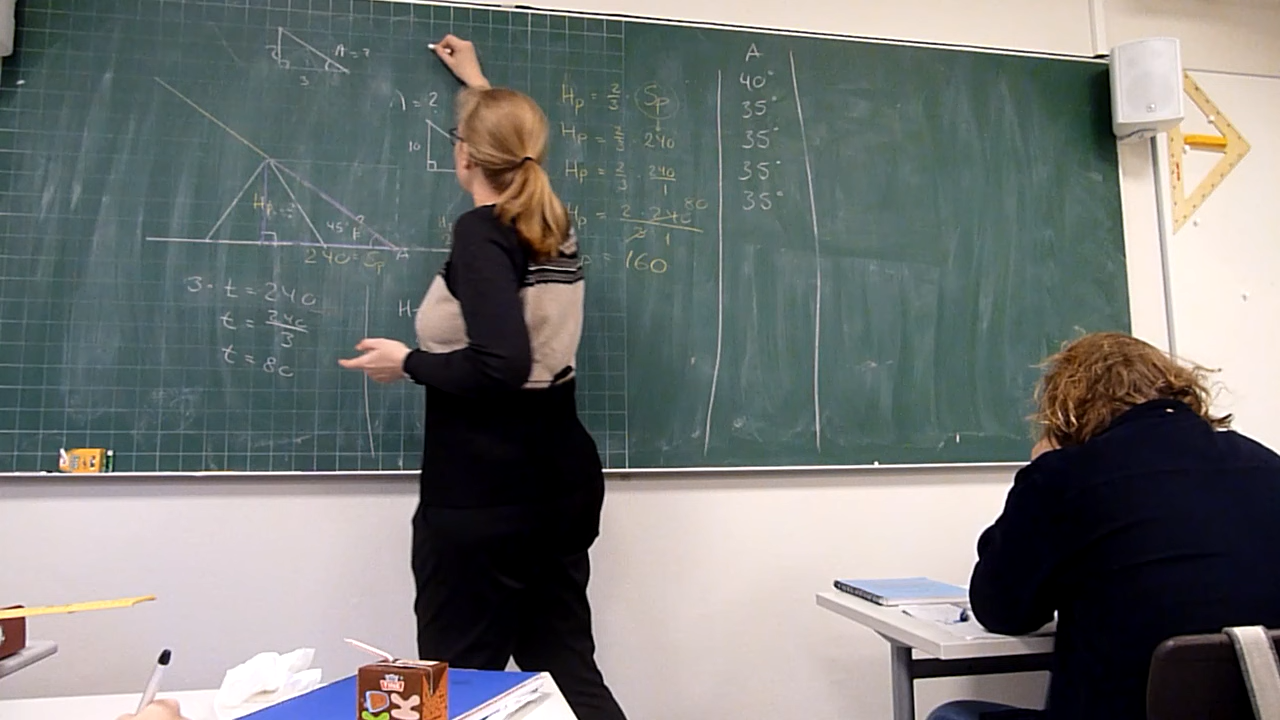 2
A = ?
3
= ?
10
45°
240 = Sp
A
3 · t = 240
t = 240/3
t = 80
H
Hp = 2/3 · Sp
Hp = 2/3 · 240
Hp = 2/3 · 240/1
Hp = 2 · 240 80 / 3 · 1
p = 160
A
40°
35°
35°
35°
35°